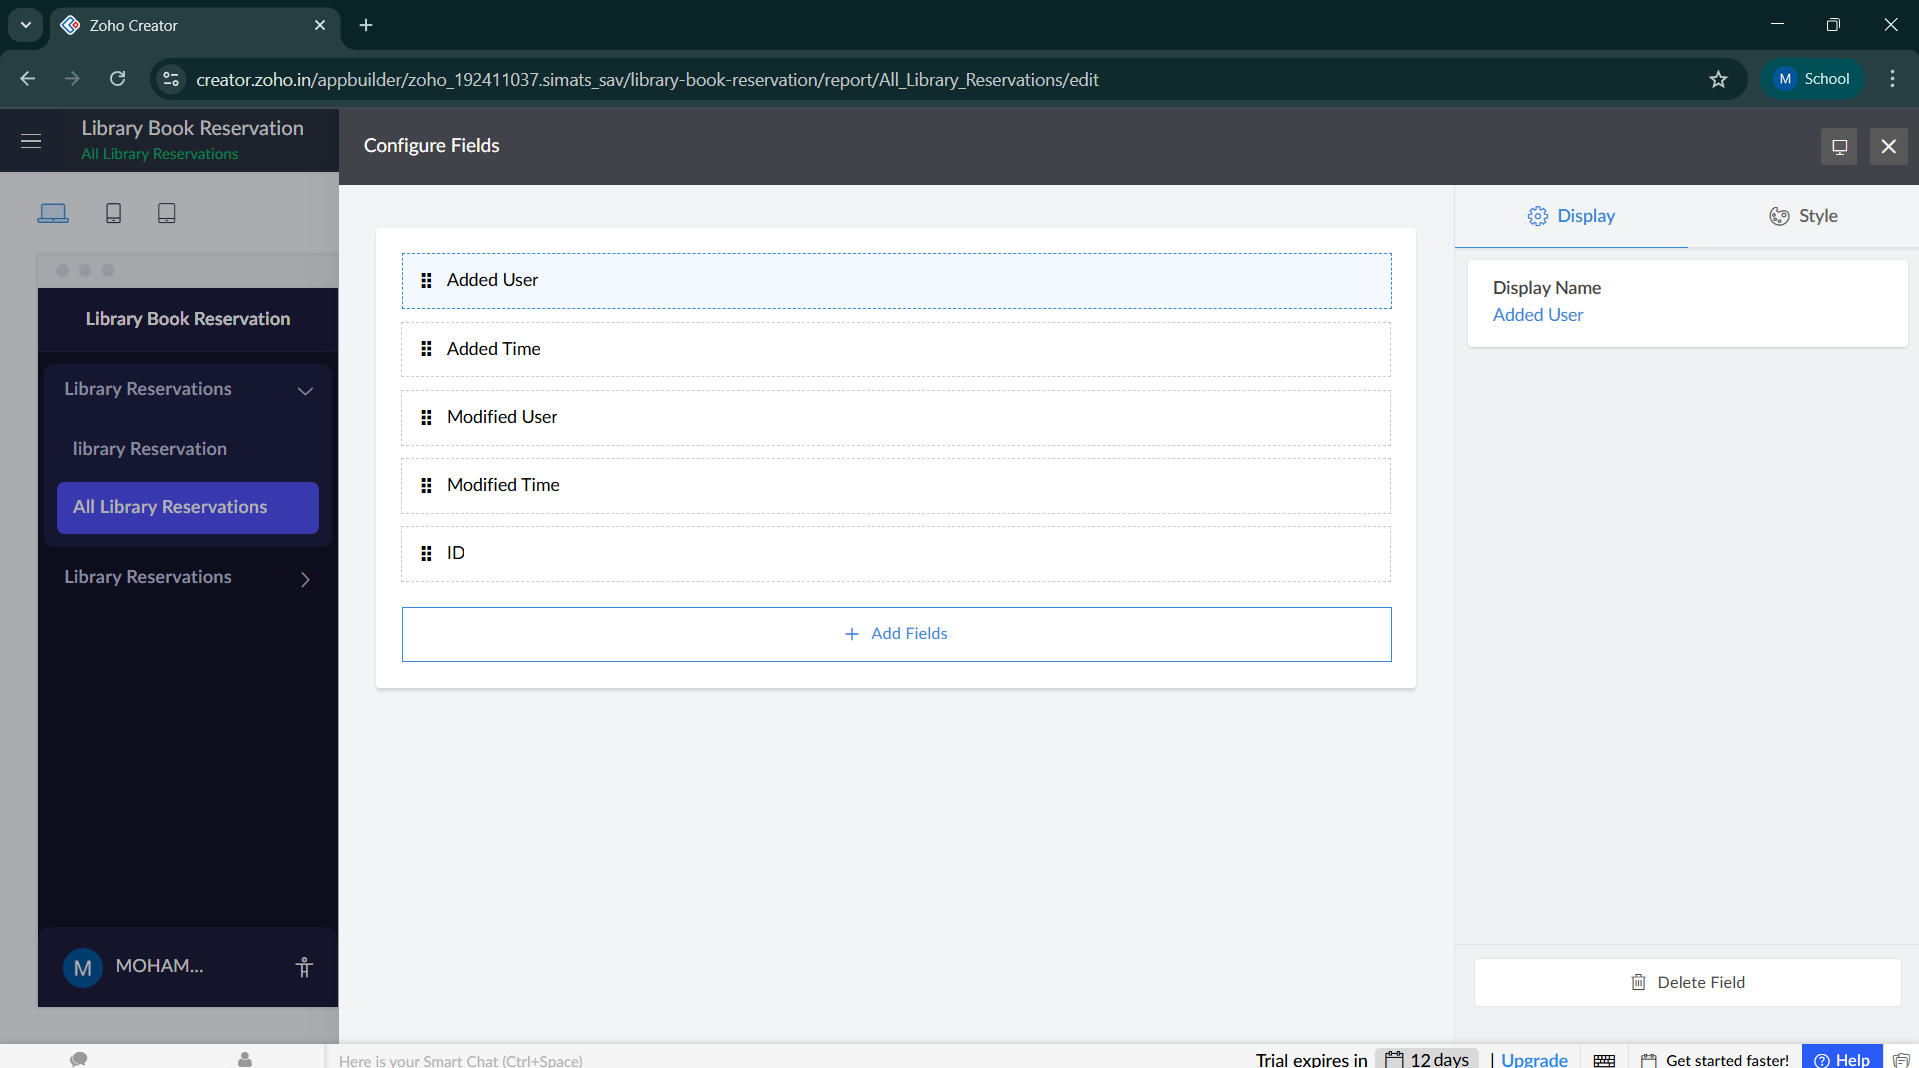 Zoho Creator
creator.zoho.in/appbuilder/zoho_192411037.simats_sav/library-book-reservation/report/All_Library_Reservations/edit
M School
Library Book Reservation
All Library Reservations
Configure Fields
Display
Style
Library Book Reservation
Library Reservations
library Reservation
All Library Reservations
Library Reservations
Added User
Added Time
Modified User
Modified Time
ID
+ Add Fields
Display Name
Added User
Delete Field
M MOHAM...
Here is your Smart Chat (Ctrl+Space)
Trial expires in 12 days | Upgrade
Get started faster!
Help